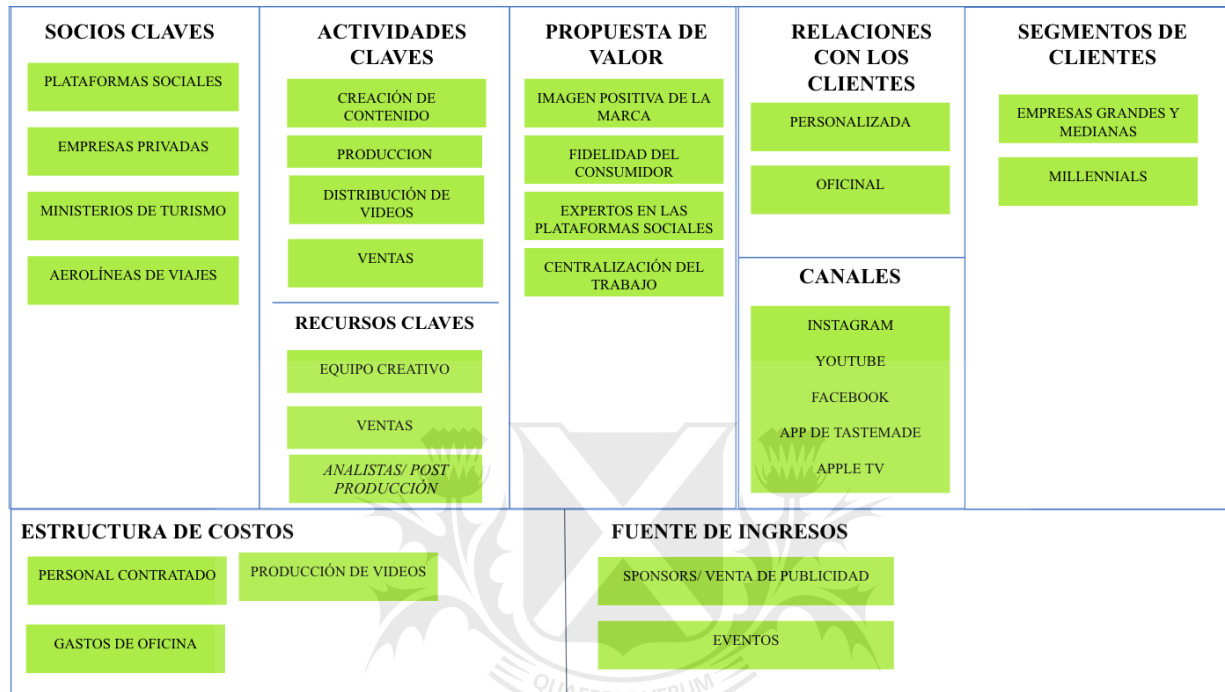 SOCIOS CLAVES
PLATAFORMAS SOCIALES
EMPRESAS PRIVADAS
MINISTERIOS DE TURISMO
AEROLÍNEAS DE VIAJES
ACTIVIDADES
CLAVES
CREACIÓN DE
CONTENIDO
PRODUCCION
DISTRIBUCIÓN DE
VIDEOS
VENTAS
RECURSOS CLAVES
EQUIPO CREATIVO
VENTAS
ANALISTAS/ POST
PRODUCCIÓN
PROPUESTA DE
VALOR
IMAGEN POSITIVA DE LA
MARCA
FIDELIDAD DEL
CONSUMIDOR
EXPERTOS EN LAS
PLATAFORMAS SOCIALES
CENTRALIZACIÓN DEL
TRABAJO
RELACIONES
CON LOS
CLIENTES
PERSONALIZADA
OFICINAL
CANALES
INSTAGRAM
YOUTUBE
FACEBOOK
APP DE TASTEMADE
APPLE TV
SEGMENTOS DE
CLIENTES
EMPRESAS GRANDES Y
MEDIANAS
MILLENNIALS
ESTRUCTURA DE COSTOS
PERSONAL CONTRATADO
PRODUCCIÓN DE VIDEOS
GASTOS DE OFICINA
FUENTE DE INGRESOS
SPONSORS/ VENTA DE PUBLICIDAD
EVENTOS